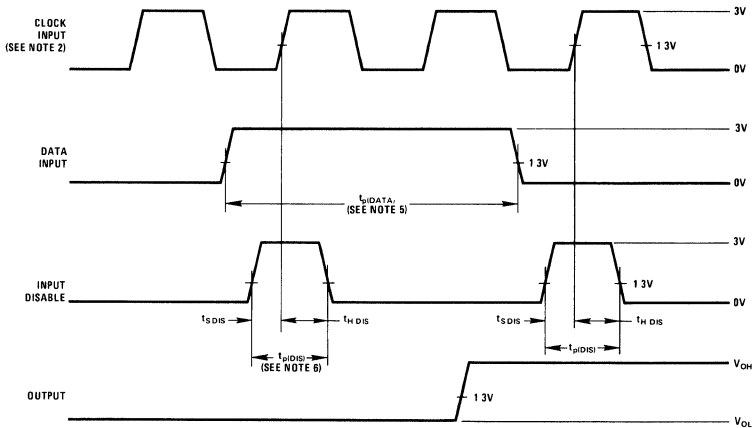 CLOCK
INPUT
(SEE NOTE 2)
3V
1 3V
0V
DATA
INPUT
3V
1 3V
0V
tp(DATA)
(SEE NOTE 5)
INPUT
DISABLE
3V
1 3V
0V
tS DIS
tH DIS
tS DIS
tH DIS
tp(DIS)
(SEE NOTE 6)
tp(DIS)
OUTPUT
VOH
1 3V
VOL